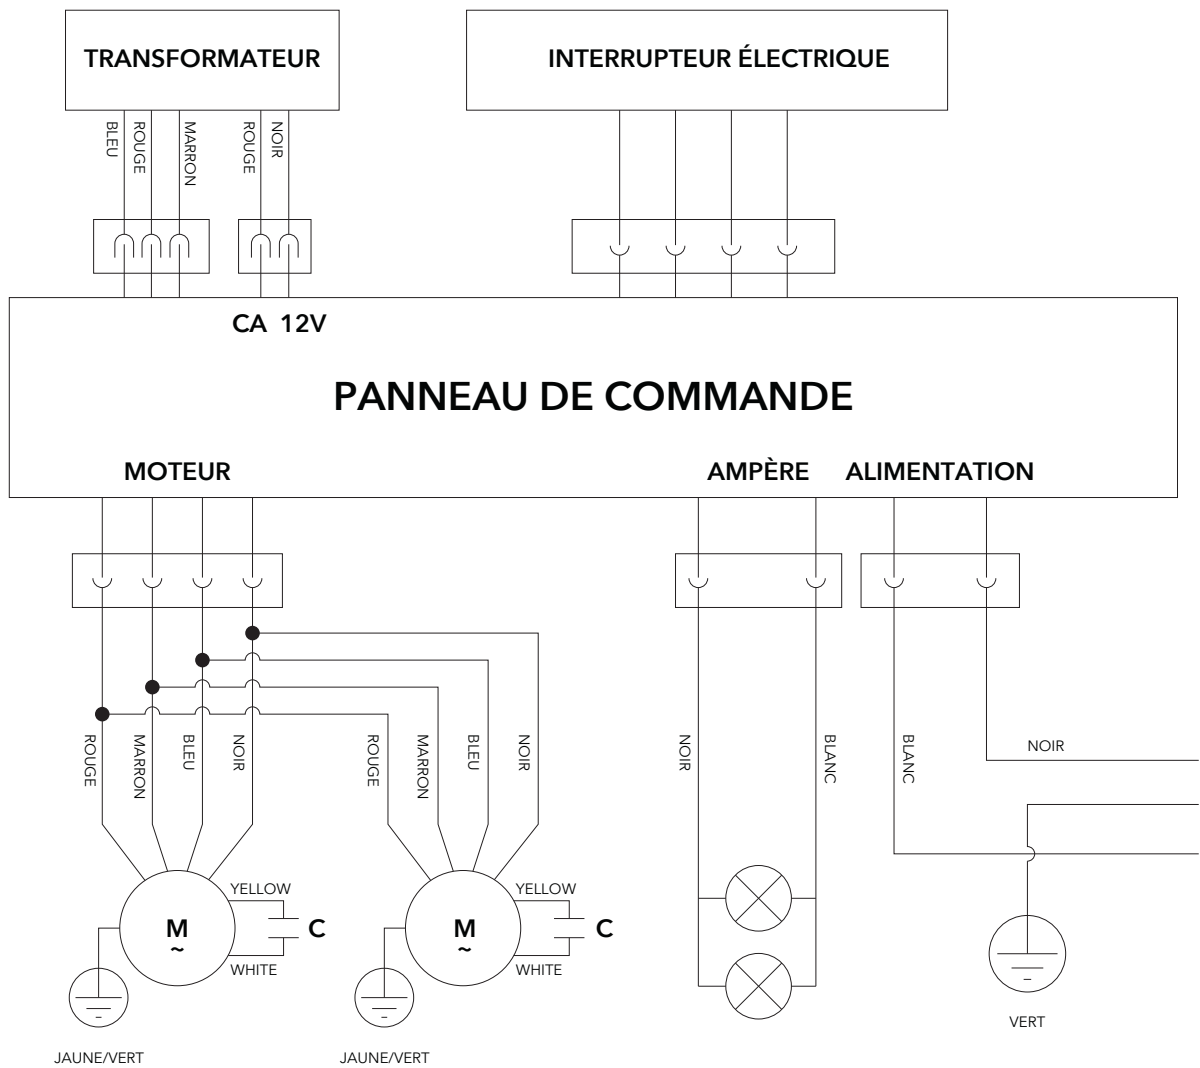 TRANSFORMATEUR
INTERRUPTEUR ÉLECTRIQUE
BLEU
ROUGE
MARRON
ROUGE
NOIR
CA 12V
PANNEAU DE COMMANDE
MOTEUR
AMPÈRE
ALIMENTATION
ROUGE
MARRON
BLEU
NOIR
ROUGE
MARRON
BLEU
NOIR
NOIR
BLANC
BLANC
NOIR
YELLOW
M
~
C
WHITE
YELLOW
M
~
C
WHITE
VERT
JAUNE/VERT
JAUNE/VERT